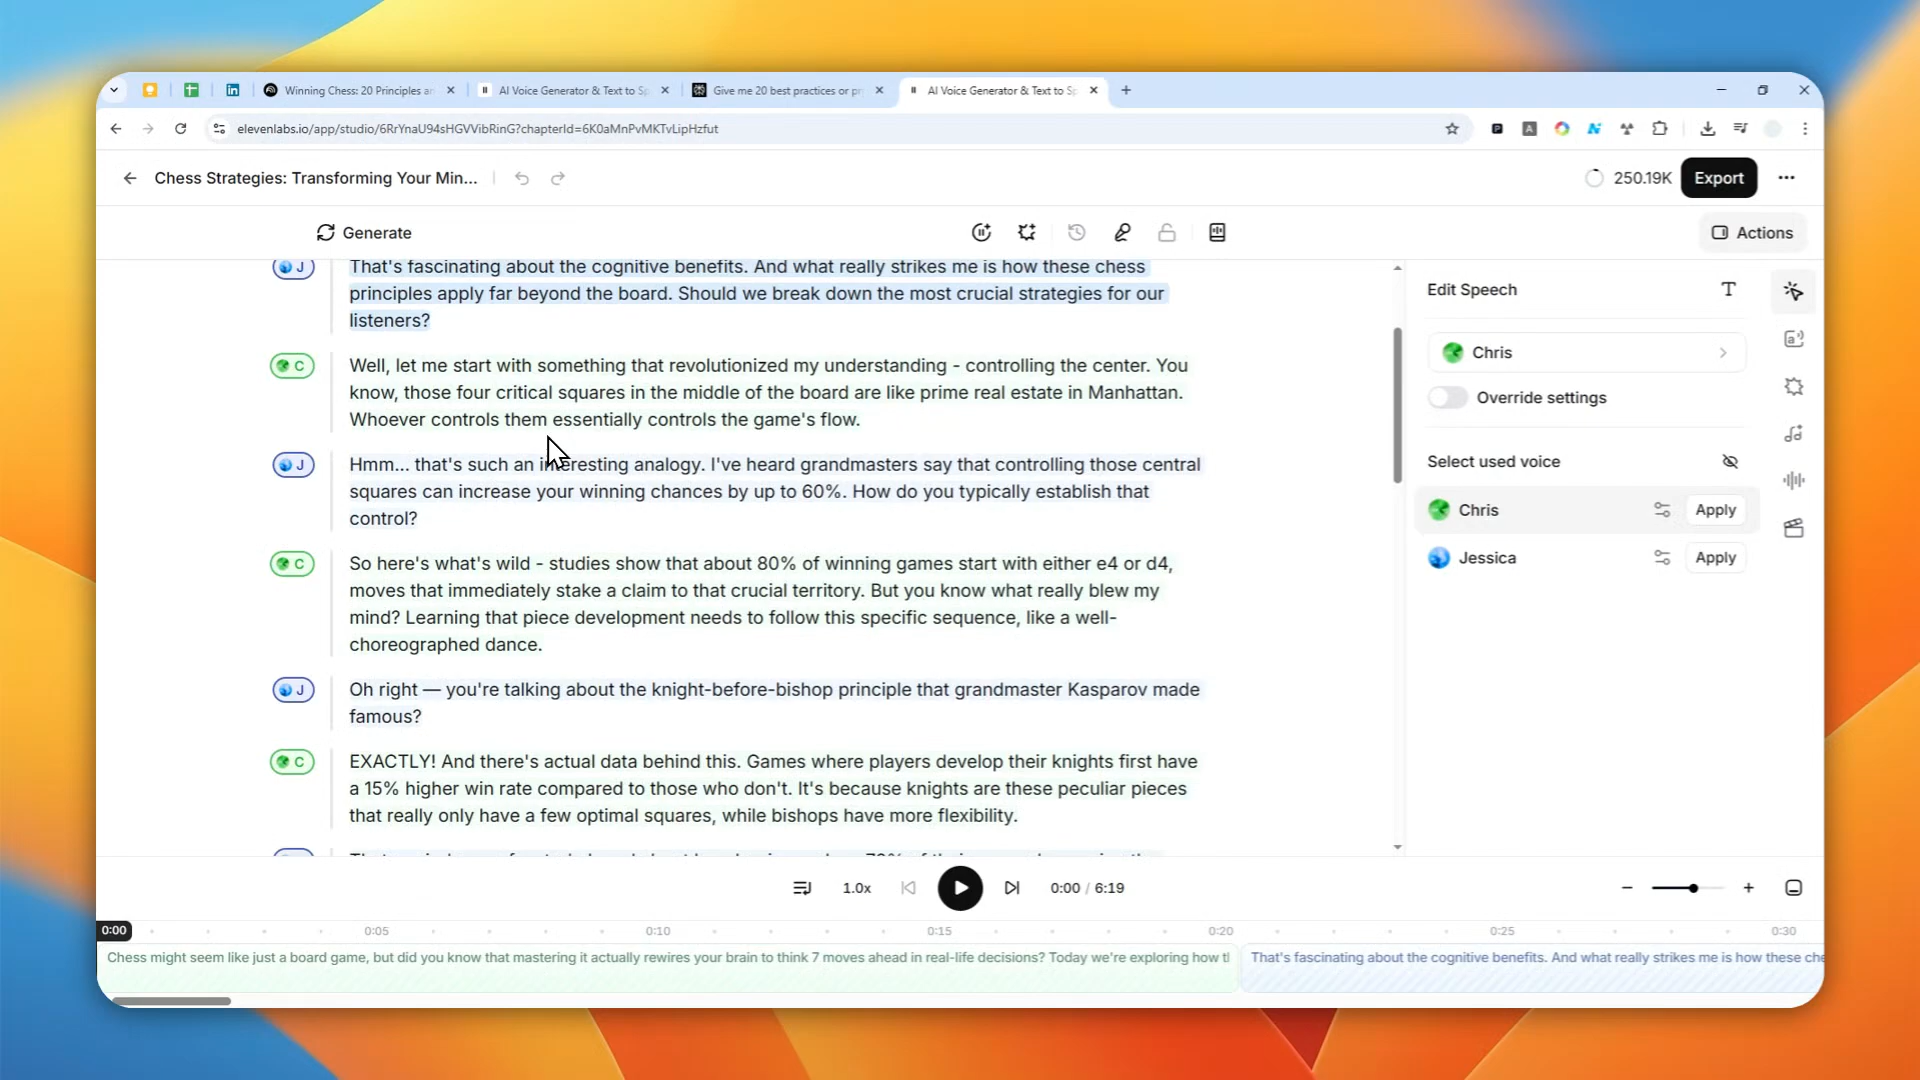 Winning Chess: 20 Principles an
AI Voice Generator & Text to Sp
Give me 20 best practices or pr
AI Voice Generator & Text to Sp
elevenlabs.io/app/studio/6RrYnaU94sHGVVibRinG?chapterId=6K0aMnPvMKTvLipHzfut
Chess Strategies: Transforming Your Min...
250.19K
Export
Generate
Actions
J
That's fascinating about the cognitive benefits. And what really strikes me is how these chess
principles apply far beyond the board. Should we break down the most crucial strategies for our
listeners?
C
Well, let me start with something that revolutionized my understanding - controlling the center. You
know, those four critical squares in the middle of the board are like prime real estate in Manhattan.
Whoever controls them essentially controls the game's flow.
J
Hmm... that's such an interesting analogy. I've heard grandmasters say that controlling those central
squares can increase your winning chances by up to 60%. How do you typically establish that
control?
C
So here's what's wild - studies show that about 80% of winning games start with either e4 or d4,
moves that immediately stake a claim to that crucial territory. But you know what really blew my
mind? Learning that piece development needs to follow this specific sequence, like a well-
choreographed dance.
J
Oh right — you're talking about the knight-before-bishop principle that grandmaster Kasparov made
famous?
C
EXACTLY! And there's actual data behind this. Games where players develop their knights first have
a 15% higher win rate compared to those who don't. It's because knights are these peculiar pieces
that really only have a few optimal squares, while bishops have more flexibility.
Edit Speech
Chris
Override settings
Select used voice
Chris
Apply
Jessica
Apply
1.0x
0:00 / 6:19
0:00
0:05
0:10
0:15
0:20
0:25
0:30
Chess might seem like just a board game, but did you know that mastering it actually rewires your brain to think 7 moves ahead in real-life decisions? Today we're exploring how t
That's fascinating about the cognitive benefits. And what really strikes me is how these che